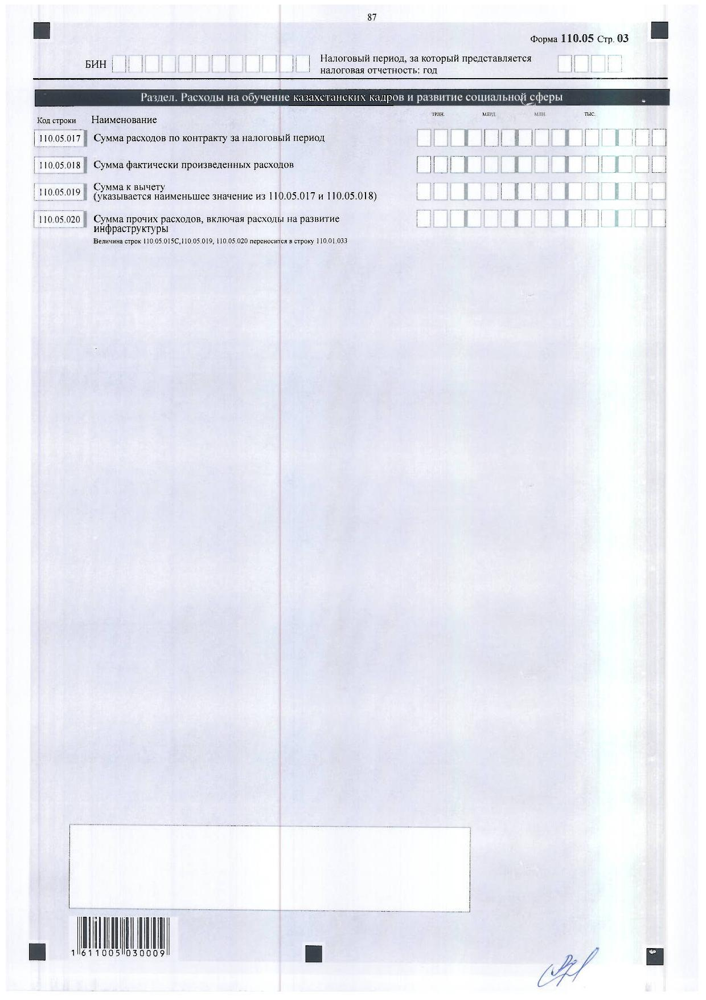 87
Форма 110.05 Стр. 03
БИН
Налоговый период, за который представляется
налоговая отчетность: год
Раздел. Расходы на обучение казахстанских кадров и развитие социальной сферы
Код строки Наименование ТРЛН. МЛРД. МЛН. ТЫС.
110.05.017 Сумма расходов по контракту за налоговый период
110.05.018 Сумма фактически произведенных расходов
110.05.019 Сумма к вычету
(указывается наименьшее значение из 110.05.017 и 110.05.018)
110.05.020 Сумма прочих расходов, включая расходы на развитие
инфраструктуры
Величина строк 110.05.015С,110.05.019, 110.05.020 переносится в строку 110.01.033
1 611005 030009